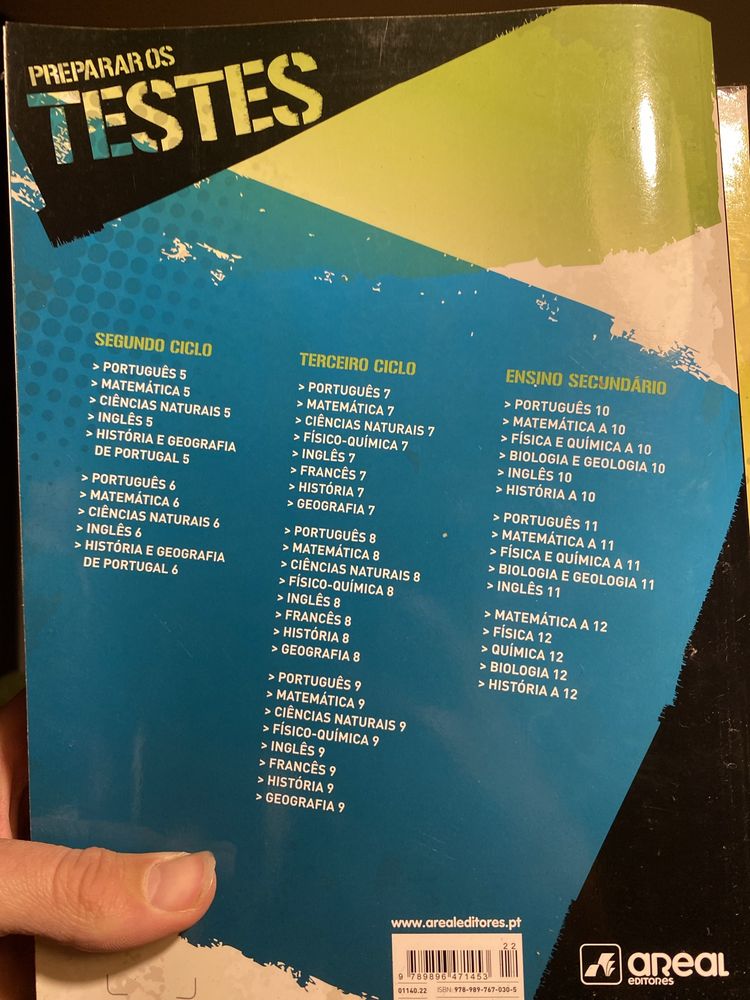 PREPARAR OS
TESTES
SEGUNDO CICLO
> PORTUGUÊS 5
> MATEMÁTICA 5
> CIÊNCIAS NATURAIS 5
> INGLÊS 5
> HISTÓRIA E GEOGRAFIA
DE PORTUGAL 5
> PORTUGUÊS 6
> MATEMÁTICA 6
> CIÊNCIAS NATURAIS 6
> INGLÊS 6
> HISTÓRIA E GEOGRAFIA
DE PORTUGAL 6
TERCEIRO CICLO
> PORTUGUÊS 7
> MATEMÁTICA 7
> CIÊNCIAS NATURAIS 7
> FÍSICO-QUÍMICA 7
> INGLÊS 7
> FRANCÊS 7
> HISTÓRIA 7
> GEOGRAFIA 7
> PORTUGUÊS 8
> MATEMÁTICA 8
> CIÊNCIAS NATURAIS 8
> FÍSICO-QUÍMICA 8
> INGLÊS 8
> FRANCÊS 8
> HISTÓRIA 8
> GEOGRAFIA 8
> PORTUGUÊS 9
> MATEMÁTICA 9
> CIÊNCIAS NATURAIS 9
> FÍSICO-QUÍMICA 9
> INGLÊS 9
> FRANCÊS 9
> HISTÓRIA 9
> GEOGRAFIA 9
ENSINO SECUNDÁRIO
> PORTUGUÊS 10
> MATEMÁTICA A 10
> FÍSICA E QUÍMICA A 10
> BIOLOGIA E GEOLOGIA 10
> INGLÊS 10
> HISTÓRIA A 10
> PORTUGUÊS 11
> MATEMÁTICA A 11
> FÍSICA E QUÍMICA A 11
> BIOLOGIA E GEOLOGIA 11
> INGLÊS 11
> MATEMÁTICA A 12
> FÍSICA 12
> QUÍMICA 12
> BIOLOGIA 12
> HISTÓRIA A 12
www.arealeditores.pt
22
9 789896 471453
01140.22 ISBN: 978-989-767-030-5
AREAL
EDITORES